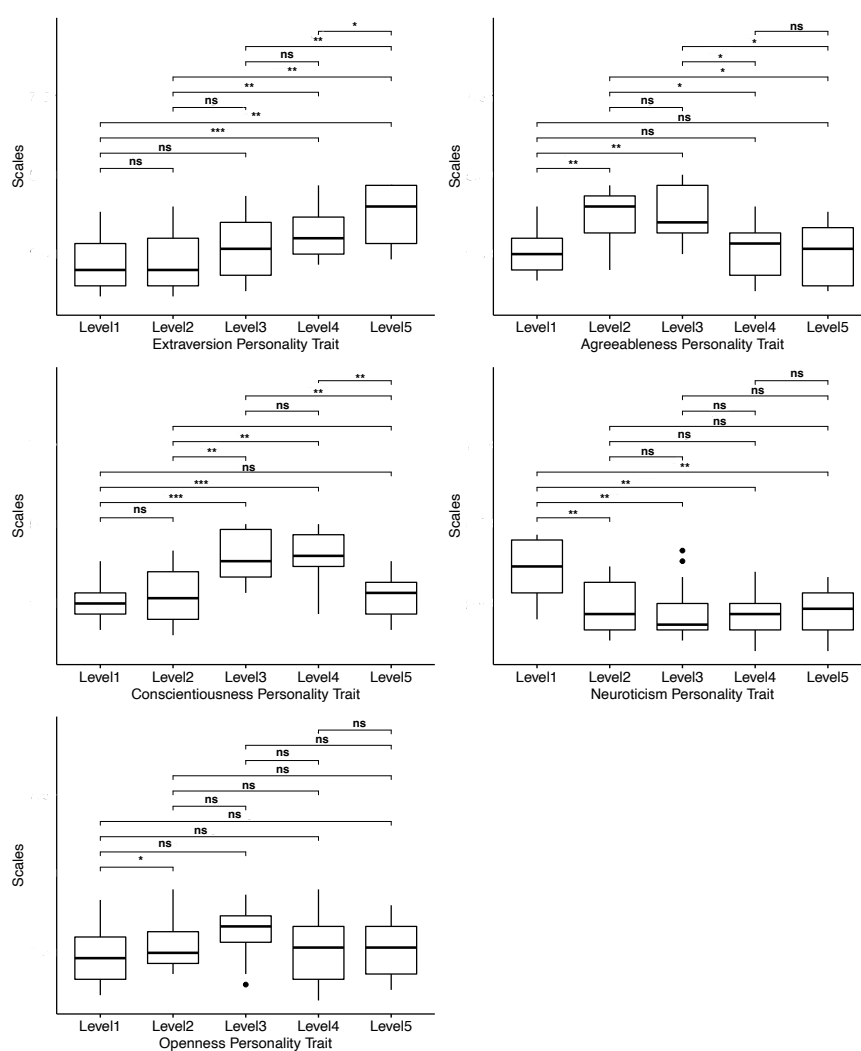 *
**
ns
**
**
ns
**
***
ns
ns
Scales
Level1 Level2 Level3 Level4 Level5
Extraversion Personality Trait
ns
*
*
*
*
ns
ns
ns
**
**
Scales
Level1 Level2 Level3 Level4 Level5
Agreeableness Personality Trait
**
**
ns
**
**
ns
***
***
ns
Scales
Level1 Level2 Level3 Level4 Level5
Conscientiousness Personality Trait
ns
ns
ns
ns
ns
ns
**
**
**
**
Scales
Level1 Level2 Level3 Level4 Level5
Neuroticism Personality Trait
ns
ns
ns
ns
ns
ns
ns
ns
ns
*
Scales
Level1 Level2 Level3 Level4 Level5
Openness Personality Trait